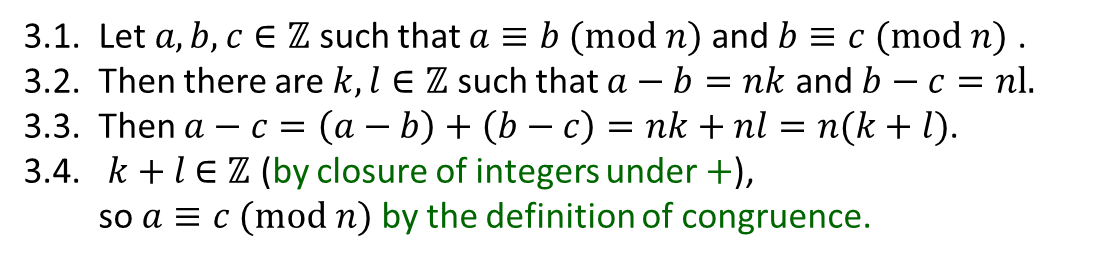 3.1. Let a, b, c ∈ ℤ such that a ≡ b (mod n) and b ≡ c (mod n) .
3.2. Then there are k, l ∈ ℤ such that a − b = nk and b − c = nl.
3.3. Then a − c = (a − b) + (b − c) = nk + nl = n(k + l).
3.4. k + l ∈ ℤ (by closure of integers under +),
so a ≡ c (mod n) by the definition of congruence.